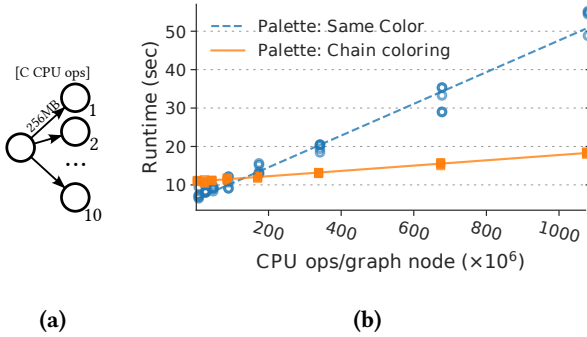 [C CPU ops]
256MB
1
2
...
10
(a)
Runtime (sec)
50
40
30
20
10
Palette: Same Color
Palette: Chain coloring
200
400
600
800
1000
CPU ops/graph node (×10⁶)
(b)